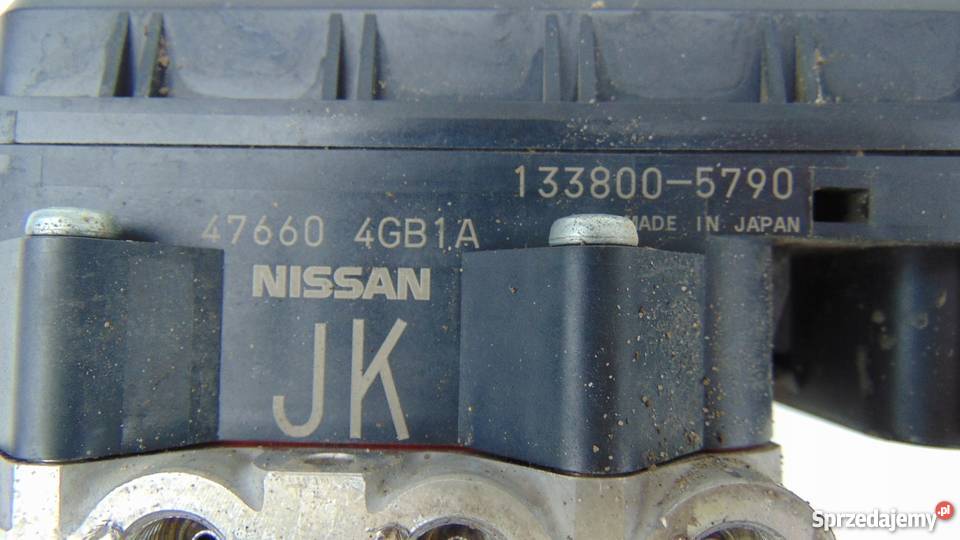 133800-5790
47660 4GB1A
MADE IN JAPAN
NISSAN
JK
Sprzedajemy.pl